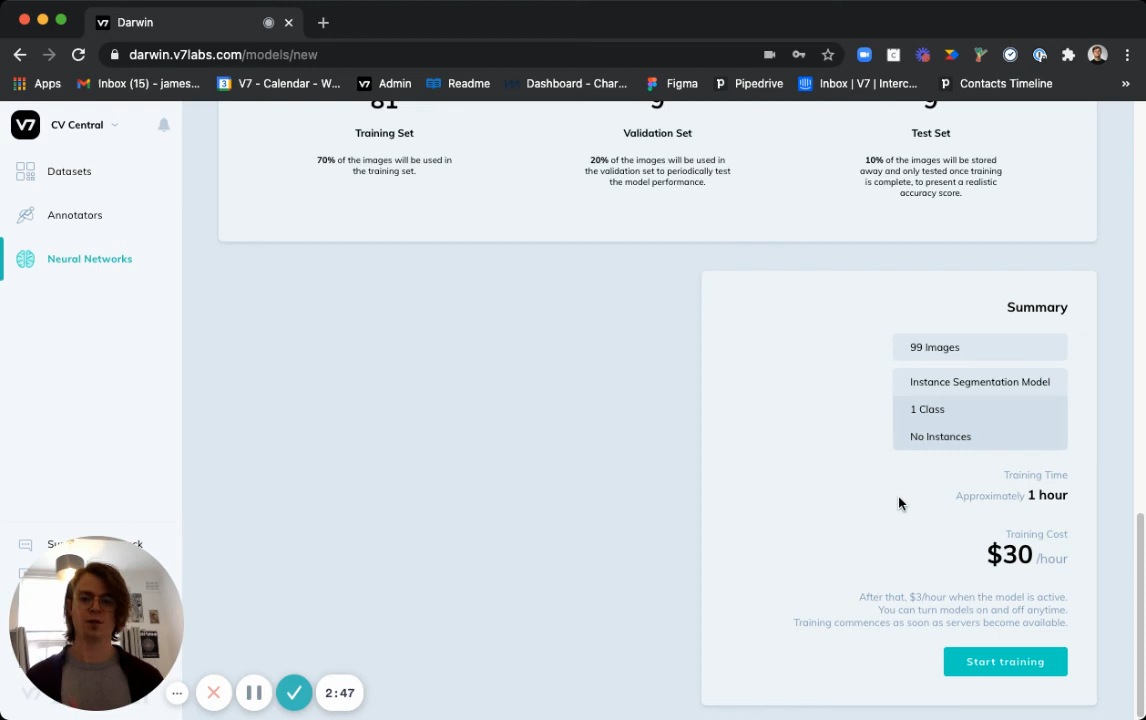 V7 Darwin
darwin.v7labs.com/models/new
Apps Inbox (15) - james... V7 - Calendar - W... Admin Readme Dashboard - Char... Figma Pipedrive Inbox | V7 | Interc... Contacts Timeline »
V7 CV Central
Datasets
Annotators
Neural Networks
81 9 9
Training Set
70% of the images will be used in
the training set.
Validation Set
20% of the images will be used in
the validation set to periodically test
the model performance.
Test Set
10% of the images will be stored
away and only tested once training
is complete, to present a realistic
accuracy score.
Summary
99 Images
Instance Segmentation Model
1 Class
No Instances
Training Time
Approximately 1 hour
Training Cost
$30 /hour
After that, $3/hour when the model is active.
You can turn models on and off anytime.
Training commences as soon as servers become available.
Start training
2:47